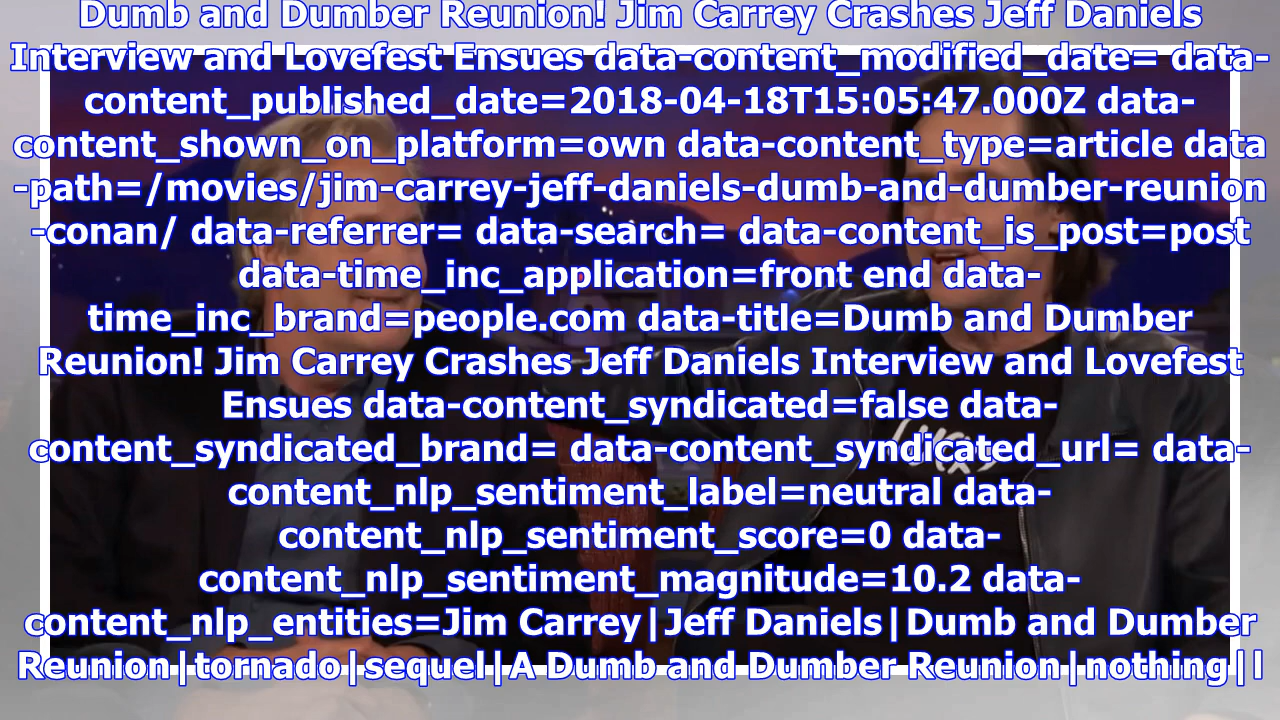 Dumb and Dumber Reunion! Jim Carrey Crashes Jeff Daniels
Interview and Lovefest Ensues data-content_modified_date= data-
content_published_date=2018-04-18T15:05:47.000Z data-
content_shown_on_platform=own data-content_type=article data
-path=/movies/jim-carrey-jeff-daniels-dumb-and-dumber-reunion
-conan/ data-referrer= data-search= data-content_is_post=post
data-time_inc_application=front end data-
time_inc_brand=people.com data-title=Dumb and Dumber
Reunion! Jim Carrey Crashes Jeff Daniels Interview and Lovefest
Ensues data-content_syndicated=false data-
content_syndicated_brand= data-content_syndicated_url= data-
content_nlp_sentiment_label=neutral data-
content_nlp_sentiment_score=0 data-
content_nlp_sentiment_magnitude=10.2 data-
content_nlp_entities=Jim Carrey|Jeff Daniels|Dumb and Dumber
Reunion|tornado|sequel|A Dumb and Dumber Reunion|nothing||